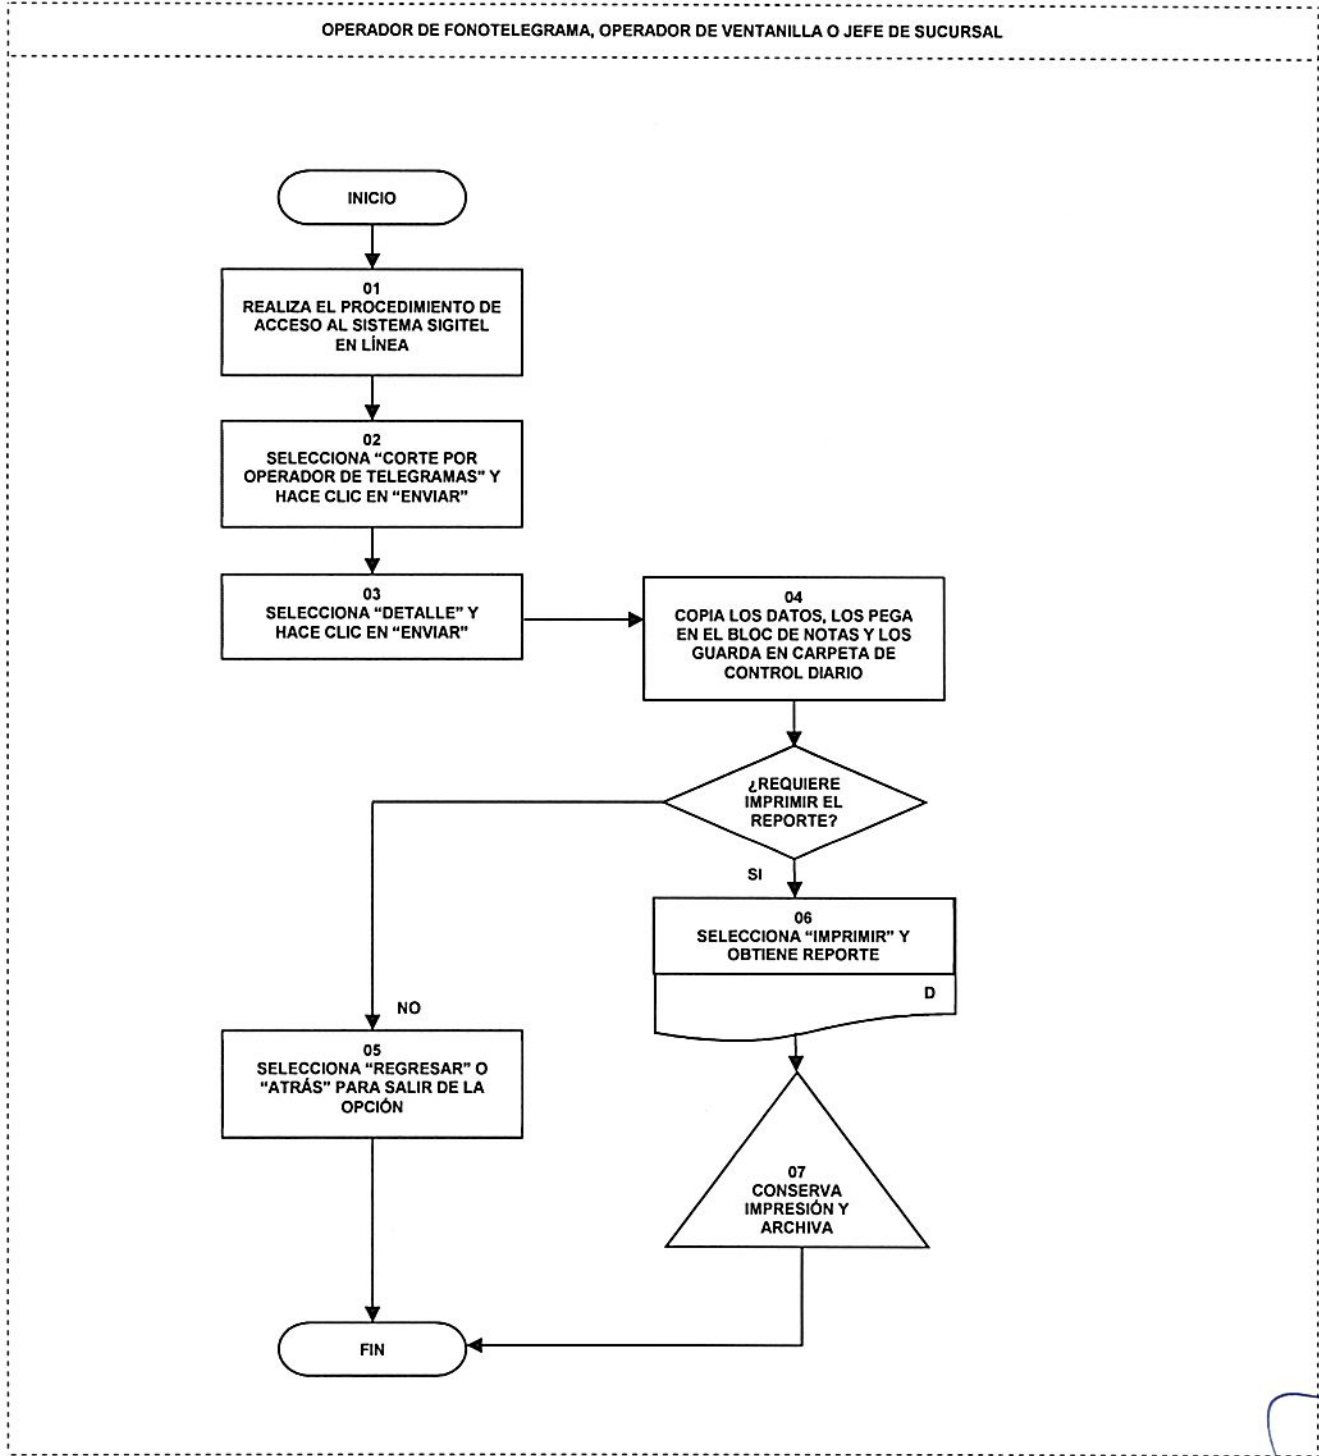 OPERADOR DE FONOTELEGRAMA, OPERADOR DE VENTANILLA O JEFE DE SUCURSAL
INICIO
01
REALIZA EL PROCEDIMIENTO DE
ACCESO AL SISTEMA SIGITEL
EN LÍNEA
02
SELECCIONA “CORTE POR
OPERADOR DE TELEGRAMAS” Y
HACE CLIC EN “ENVIAR”
03
SELECCIONA “DETALLE” Y
HACE CLIC EN “ENVIAR”
04
COPIA LOS DATOS, LOS PEGA
EN EL BLOC DE NOTAS Y LOS
GUARDA EN CARPETA DE
CONTROL DIARIO
¿REQUIERE
IMPRIMIR EL
REPORTE?
SI
06
SELECCIONA “IMPRIMIR” Y
OBTIENE REPORTE
D
NO
05
SELECCIONA “REGRESAR” O
“ATRÁS” PARA SALIR DE LA
OPCIÓN
07
CONSERVA
IMPRESIÓN Y
ARCHIVA
FIN